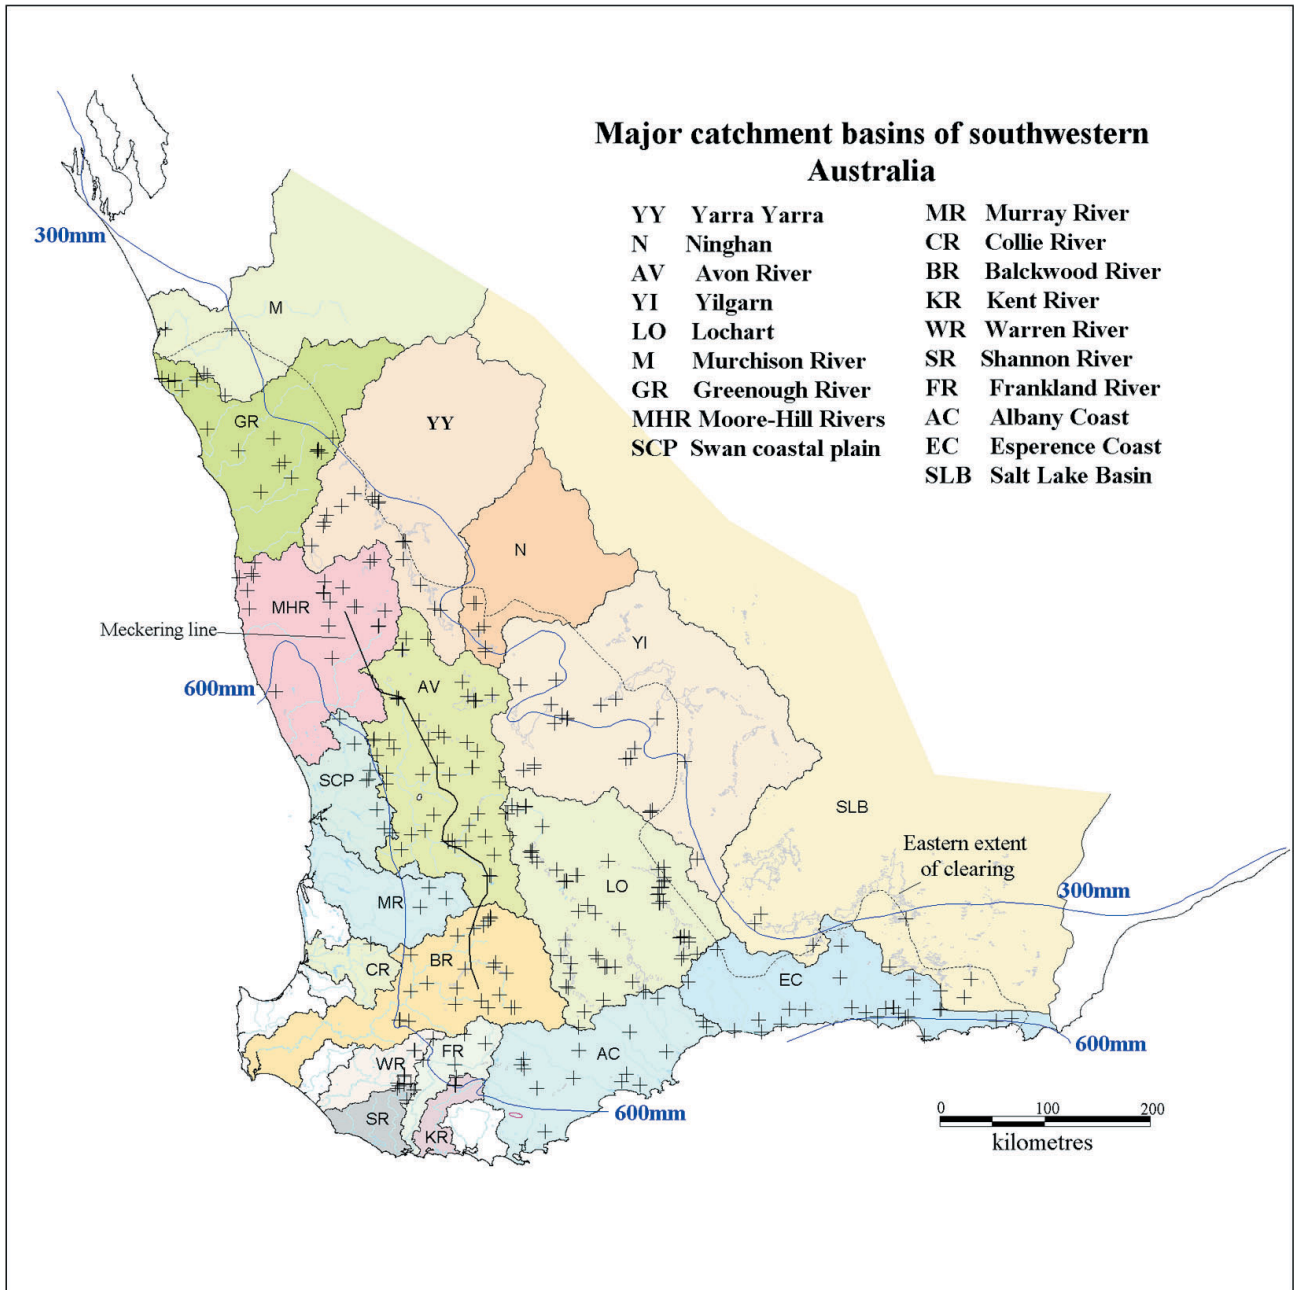 Major catchment basins of southwestern
Australia
YY Yarra Yarra
N Ninghan
AV Avon River
YI Yilgarn
LO Lochart
M Murchison River
GR Greenough River
MHR Moore-Hill Rivers
SCP Swan coastal plain
MR Murray River
CR Collie River
BR Balckwood River
KR Kent River
WR Warren River
SR Shannon River
FR Frankland River
AC Albany Coast
EC Esperence Coast
SLB Salt Lake Basin
300mm
M
GR
YY
N
MHR
Meckering line
YI
600mm
AV
SCP
SLB
Eastern extent
of clearing
LO
300mm
MR
BR
CR
EC
600mm
FR
AC
WR
600mm
SR
KR
0 100 200
kilometres